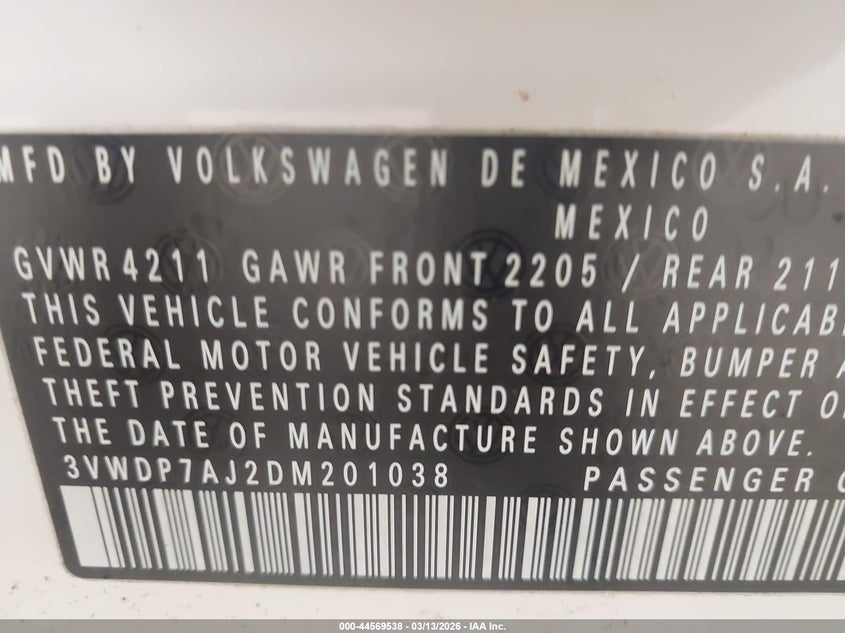 MFD BY VOLKSWAGEN DE MEXICO S.A.
MEXICO
GVWR 4211 GAWR FRONT 2205 / REAR 211
THIS VEHICLE CONFORMS TO ALL APPLICAB
FEDERAL MOTOR VEHICLE SAFETY, BUMPER A
THEFT PREVENTION STANDARDS IN EFFECT O
THE DATE OF MANUFACTURE SHOWN ABOVE.
3VWDP7AJ2DM201038 PASSENGER C
000-44569538 - 03/13/2026 - IAA Inc.